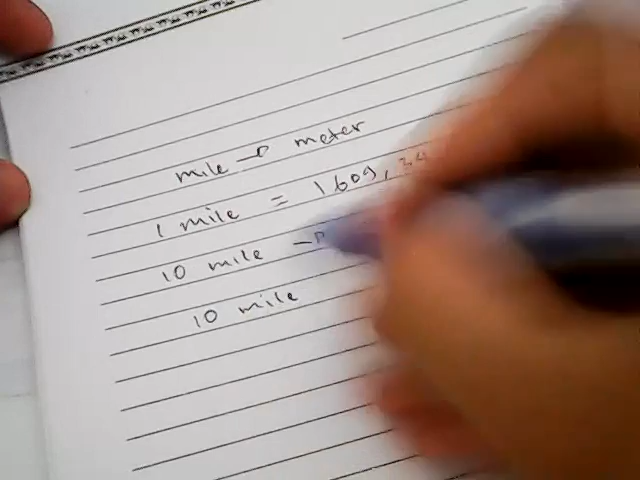 mile → meter
1 mile = 1609,34
10 mile →
10 mile